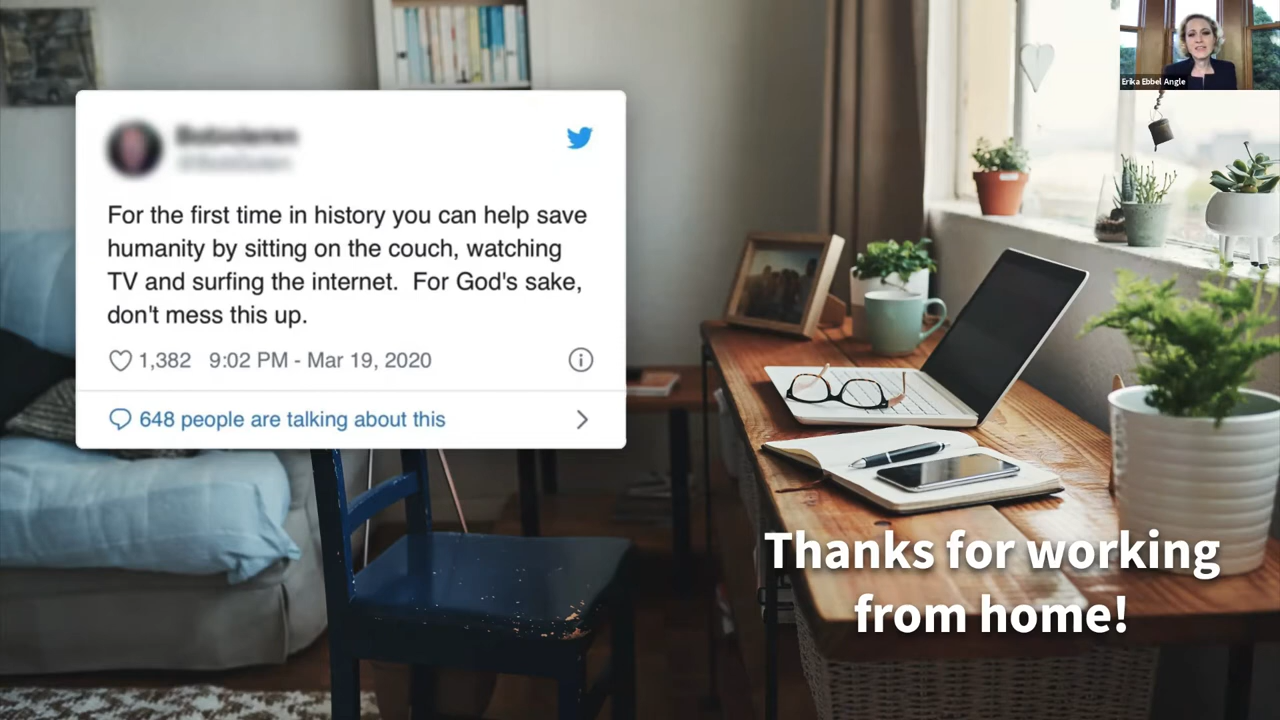 Erika Ebbel Angle
For the first time in history you can help save
humanity by sitting on the couch, watching
TV and surfing the internet.  For God's sake,
don't mess this up.
1,382 9:02 PM - Mar 19, 2020
648 people are talking about this
Thanks for working
from home!